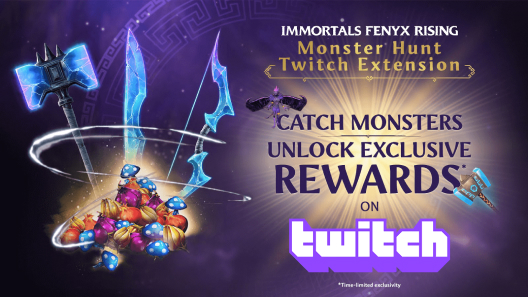 IMMORTALS FENYX RISING
Monster Hunt
Twitch Extension
CATCH MONSTERS
UNLOCK EXCLUSIVE
REWARDS*
ON
twitch
*Time-limited exclusivity